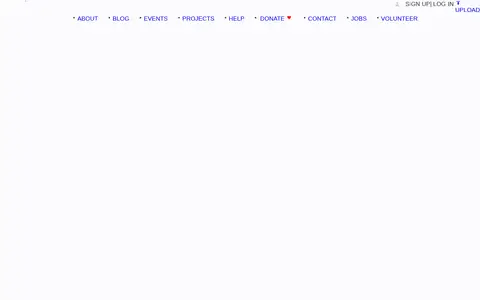 SIGN UP | LOG IN
UPLOAD
ABOUT BLOG EVENTS PROJECTS HELP DONATE ♥ CONTACT JOBS VOLUNTEER